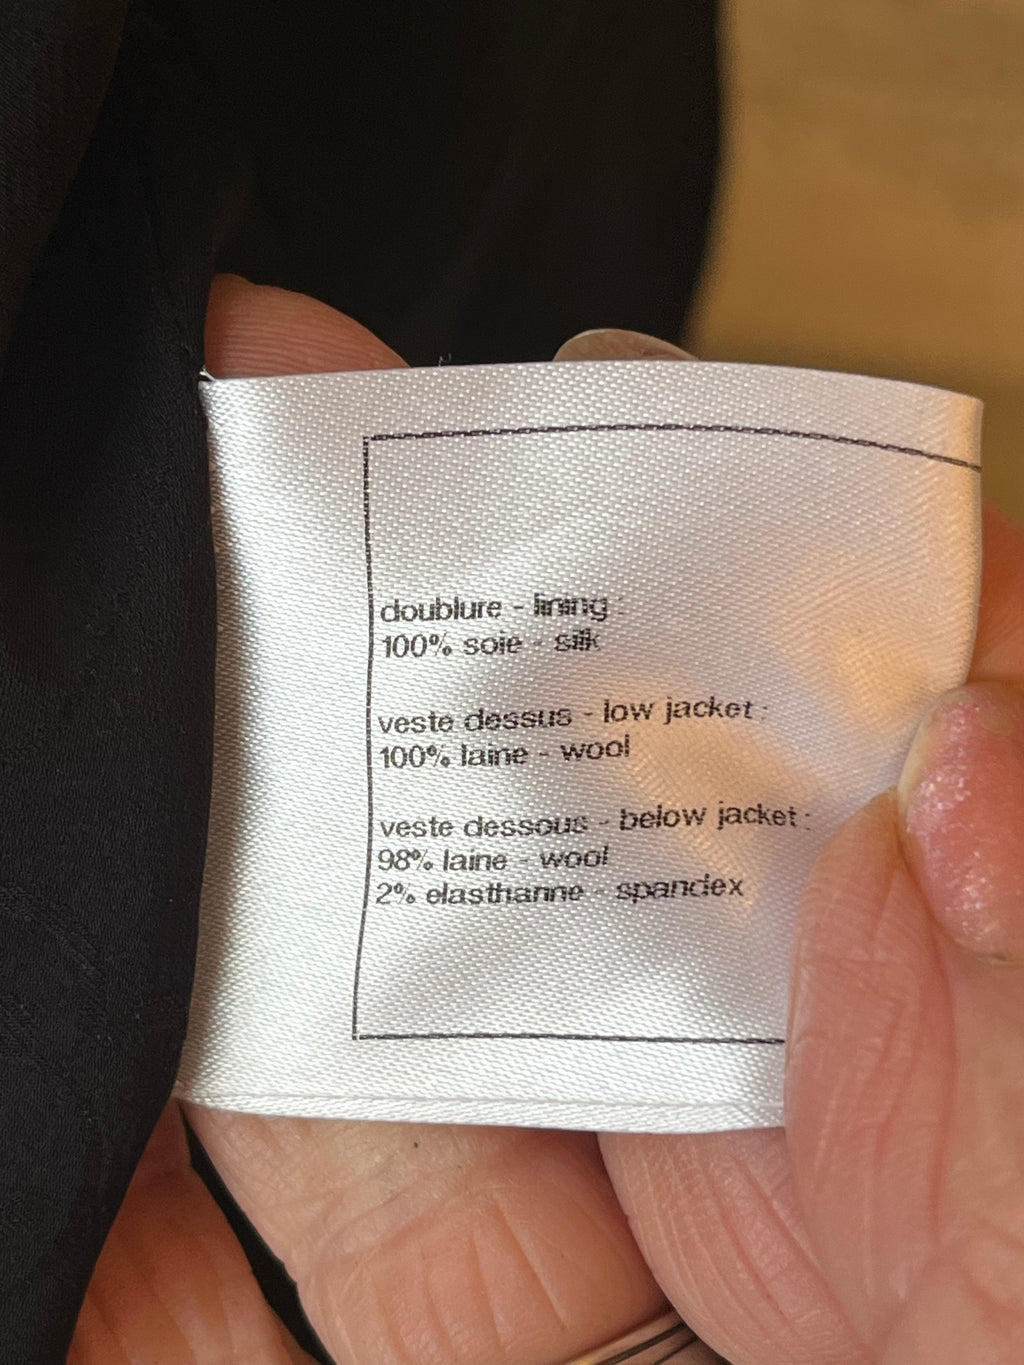 doublure - lining :
100% soie - silk
veste dessus - low jacket :
100% laine - wool
veste dessous - below jacket :
98% laine - wool
2% elasthanne - spandex